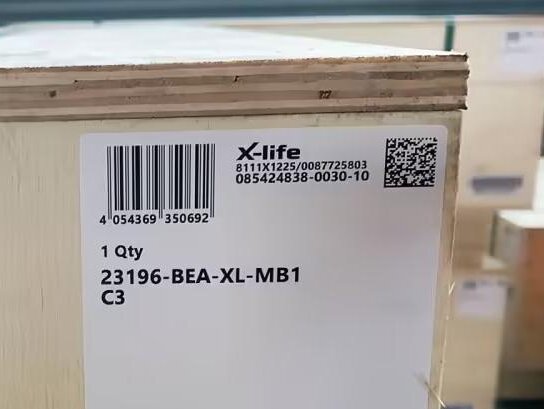 X-life
8111X1225/0087725803
085424838-0030-10
4 054369 350692
1 Qty
23196-BEA-XL-MB1
C3